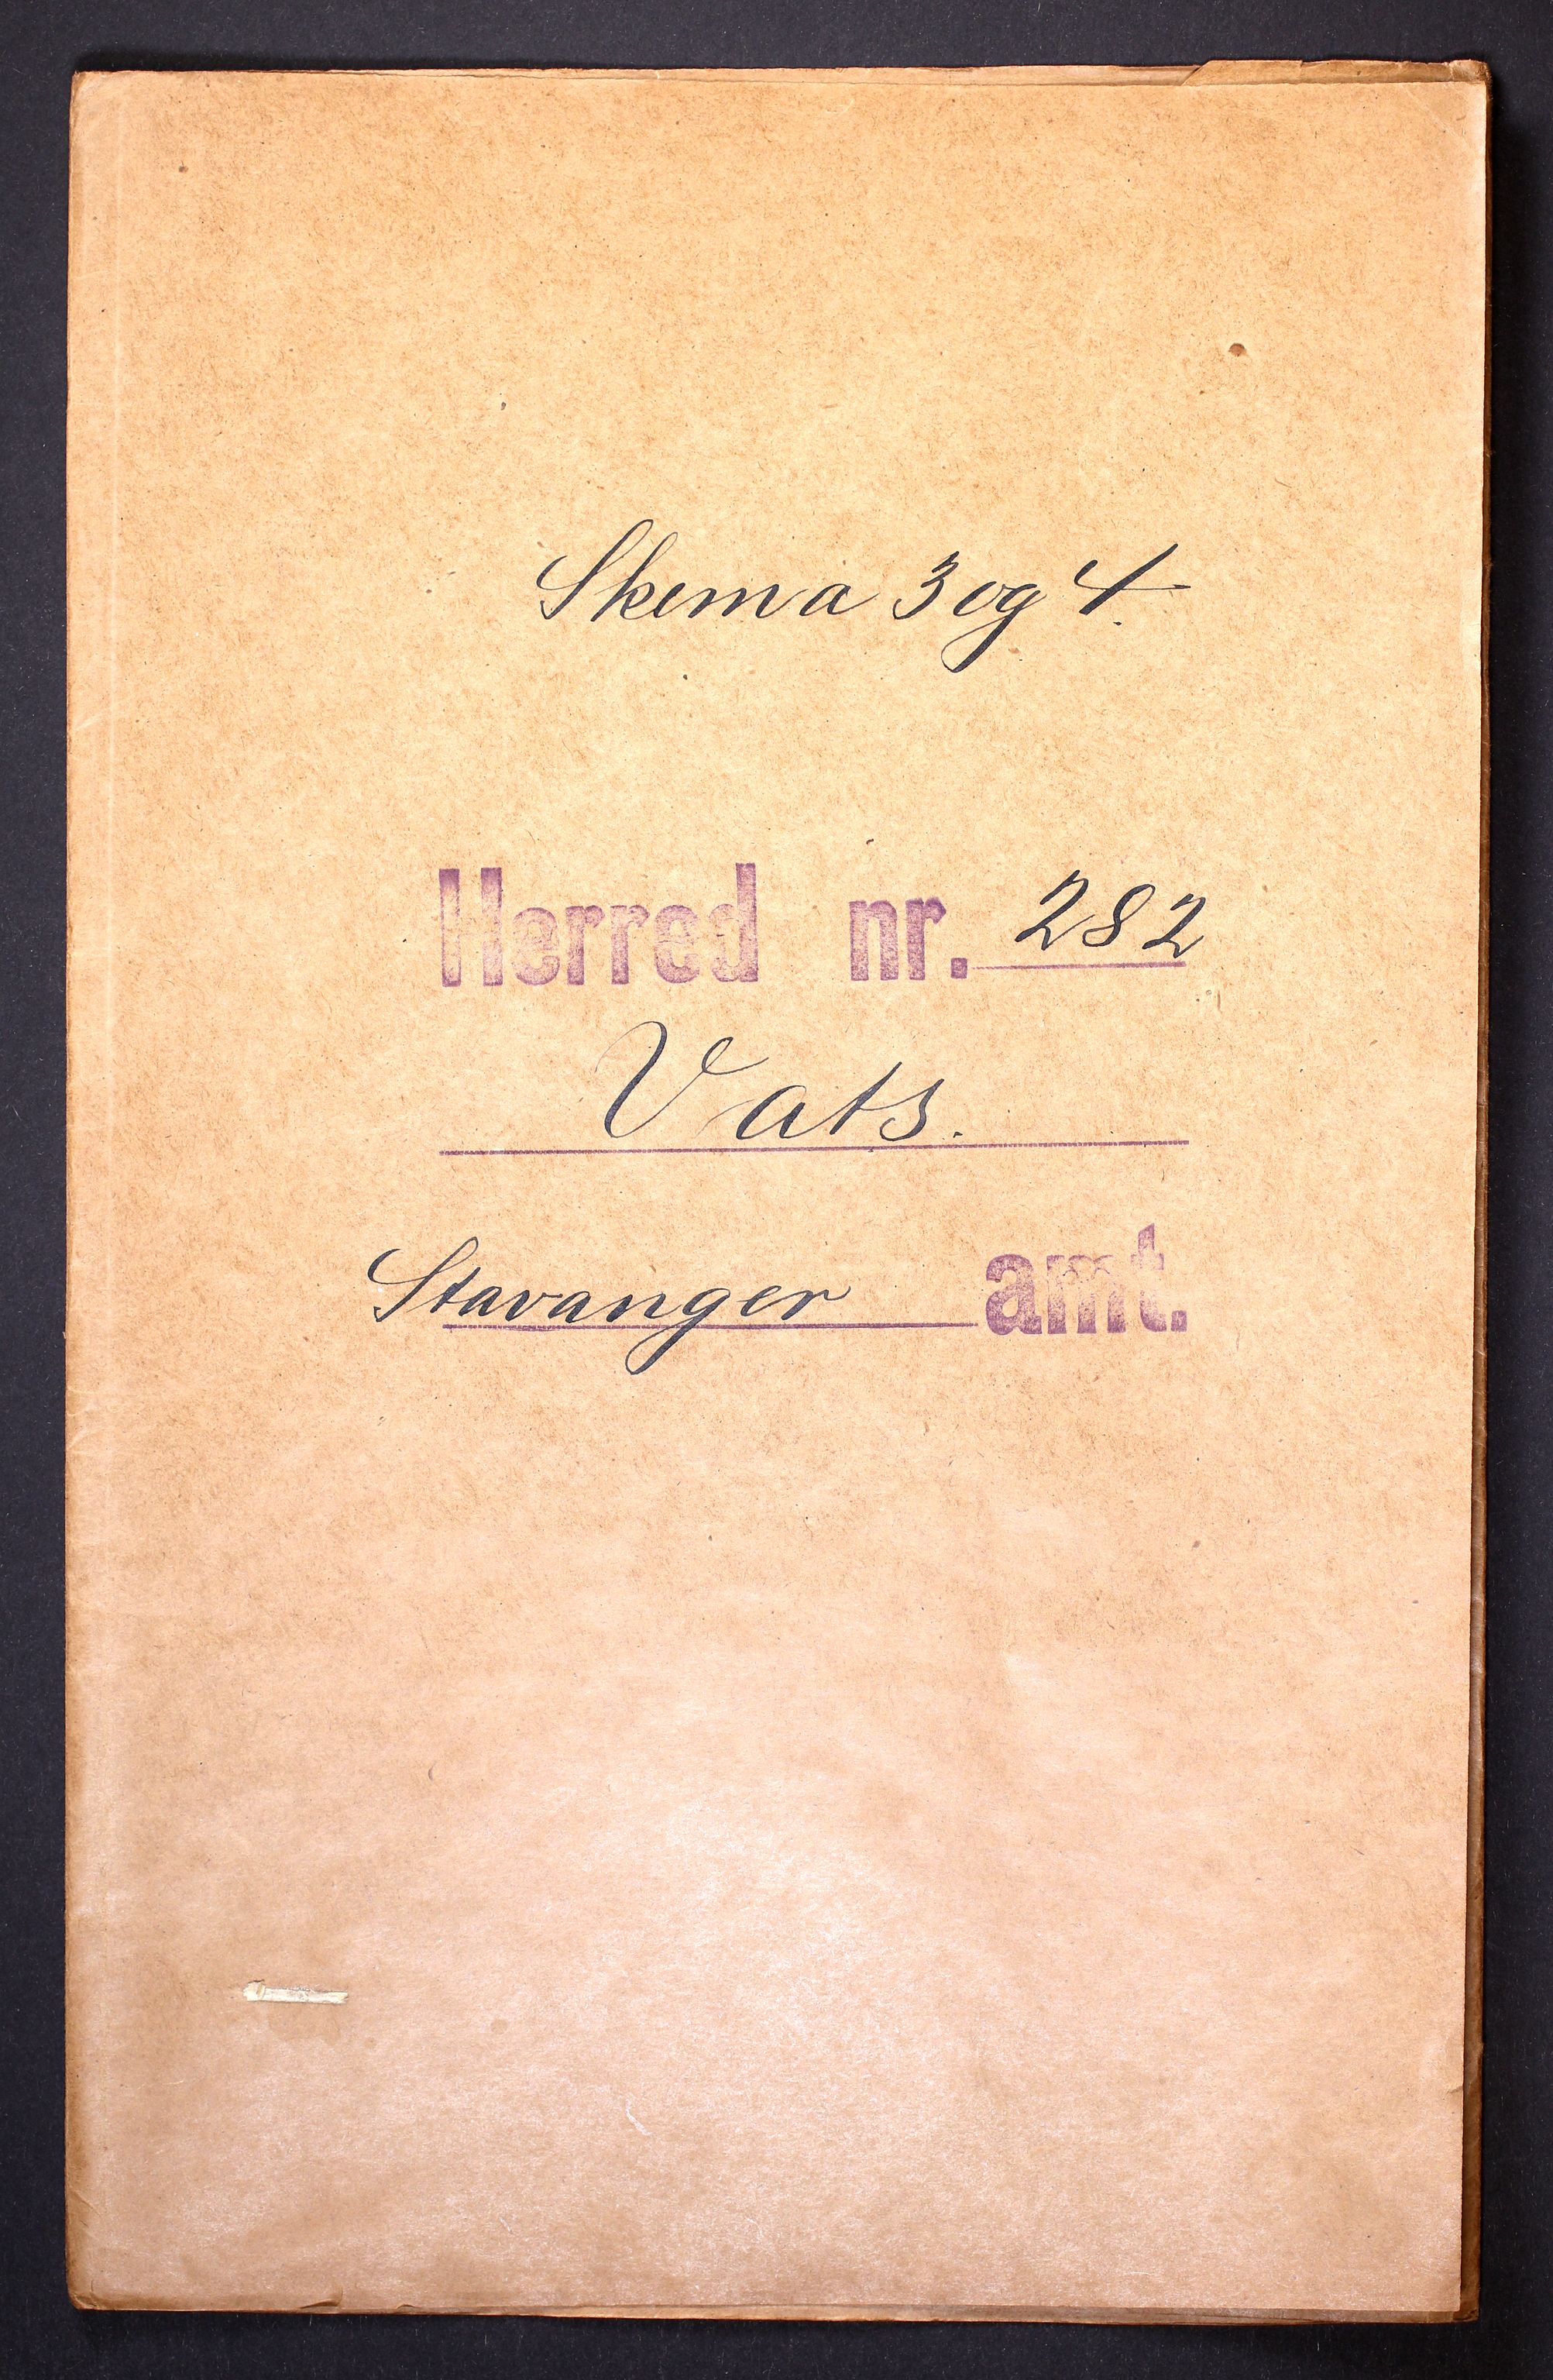 Skema 3 og 4.
Herred nr. 282
Vats.
Stavanger amt.